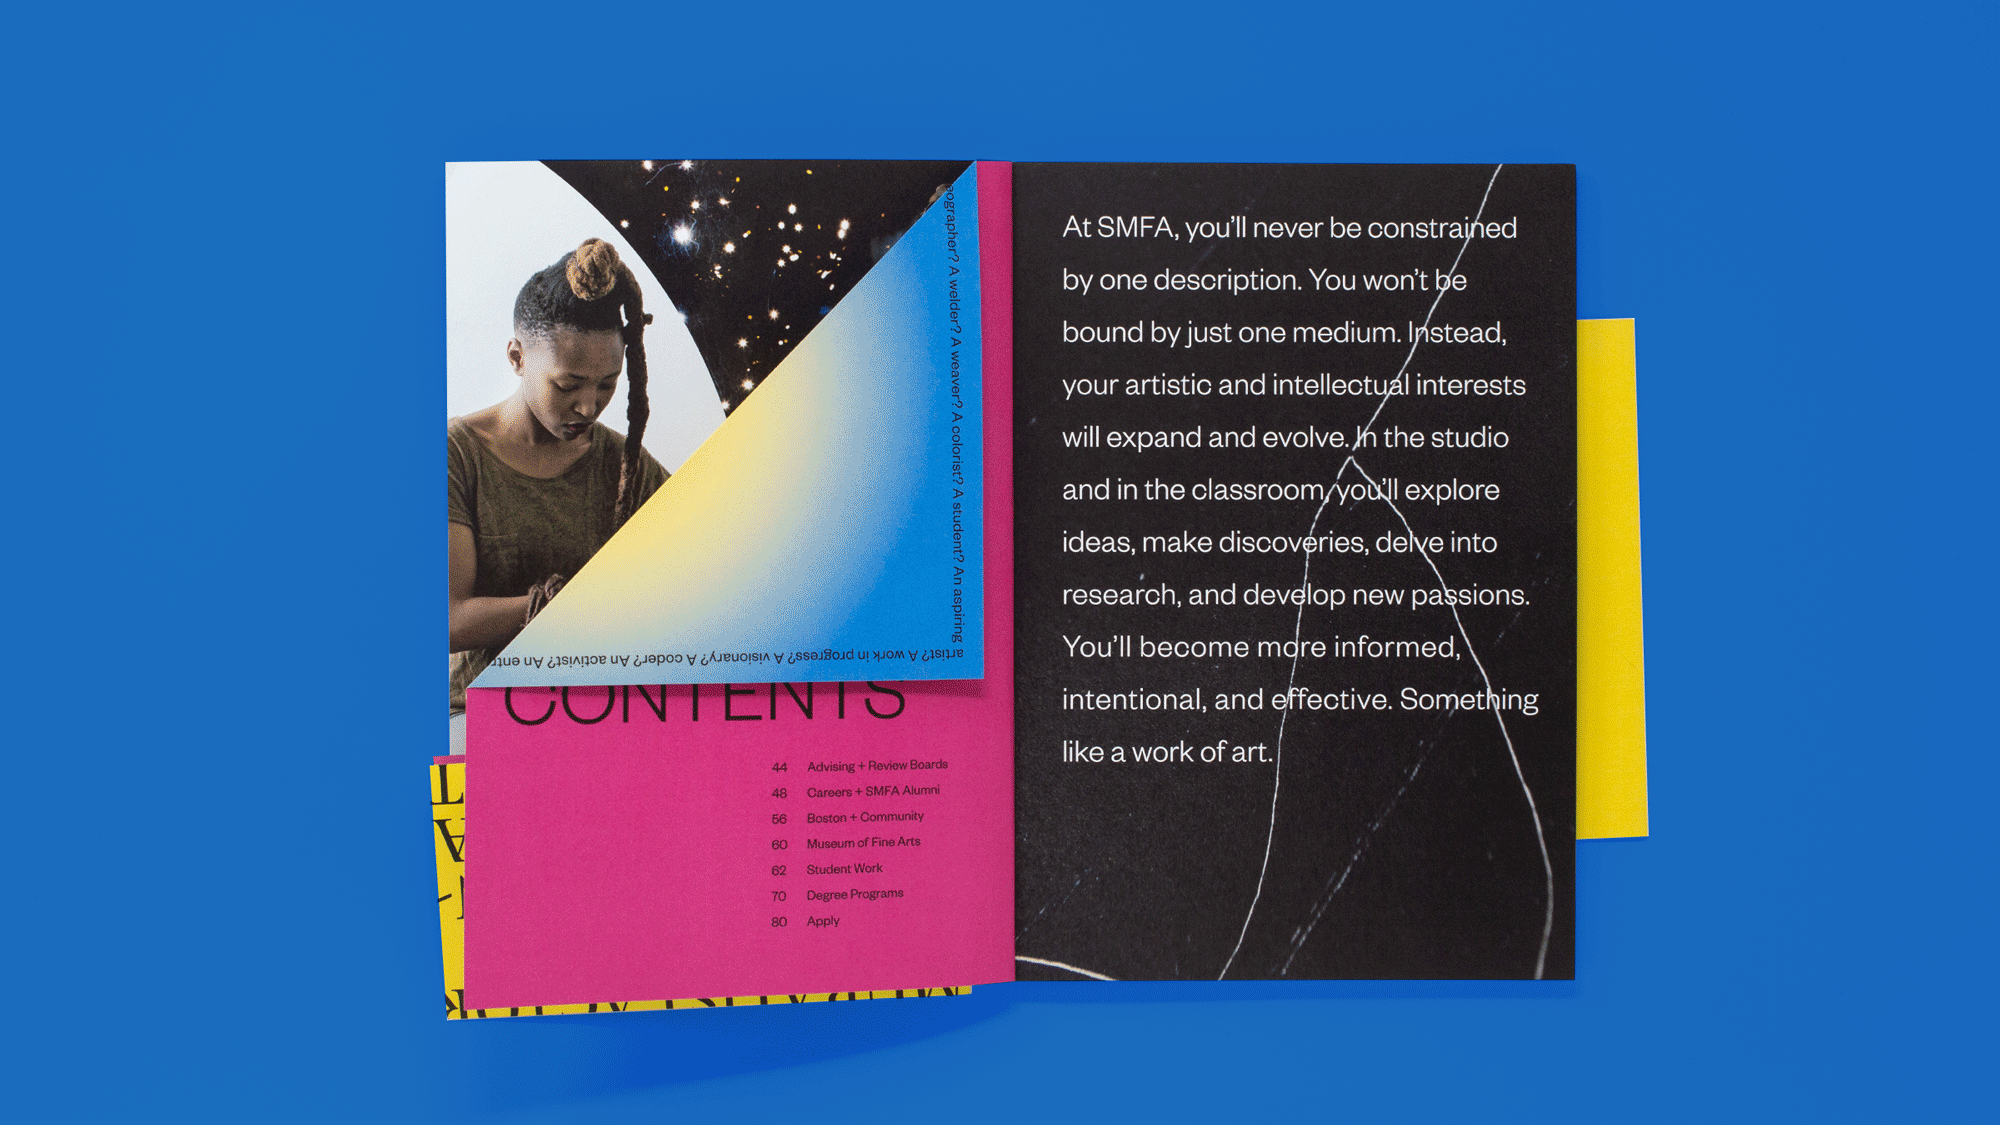 eographer? A welder? A weaver? A colorist? A student? An aspiring
artist? A work in progress? A visionary? A coder? An activist? An entr
CONTENTS
44 Advising + Review Boards
48 Careers + SMFA Alumni
56 Boston + Community
60 Museum of Fine Arts
62 Student Work
70 Degree Programs
80 Apply
At SMFA, you'll never be constrained
by one description. You won't be
bound by just one medium. Instead,
your artistic and intellectual interests
will expand and evolve. In the studio
and in the classroom, you'll explore
ideas, make discoveries, delve into
research, and develop new passions.
You'll become more informed,
intentional, and effective. Something
like a work of art.